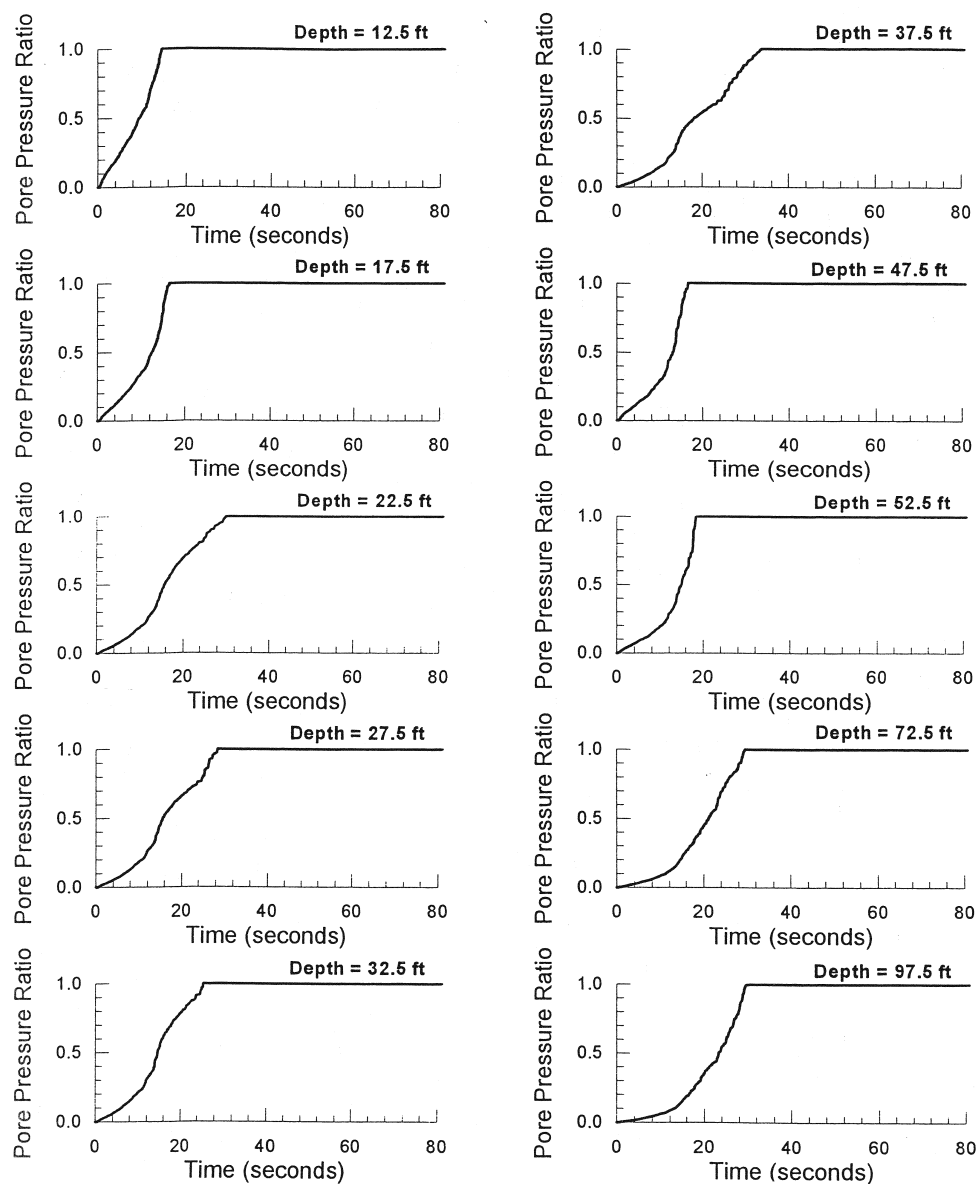 Depth = 12.5 ft
Pore Pressure Ratio
1.0
0.5
0.0
0 20 40 60 80
Time (seconds)
Depth = 17.5 ft
Pore Pressure Ratio
1.0
0.5
0.0
0 20 40 60 80
Time (seconds)
Depth = 22.5 ft
Pore Pressure Ratio
1.0
0.5
0.0
0 20 40 60 80
Time (seconds)
Depth = 27.5 ft
Pore Pressure Ratio
1.0
0.5
0.0
0 20 40 60 80
Time (seconds)
Depth = 32.5 ft
Pore Pressure Ratio
1.0
0.5
0.0
0 20 40 60 80
Time (seconds)
Depth = 37.5 ft
Pore Pressure Ratio
1.0
0.5
0.0
0 20 40 60 80
Time (seconds)
Depth = 47.5 ft
Pore Pressure Ratio
1.0
0.5
0.0
0 20 40 60 80
Time (seconds)
Depth = 52.5 ft
Pore Pressure Ratio
1.0
0.5
0.0
0 20 40 60 80
Time (seconds)
Depth = 72.5 ft
Pore Pressure Ratio
1.0
0.5
0.0
0 20 40 60 80
Time (seconds)
Depth = 97.5 ft
Pore Pressure Ratio
1.0
0.5
0.0
0 20 40 60 80
Time (seconds)